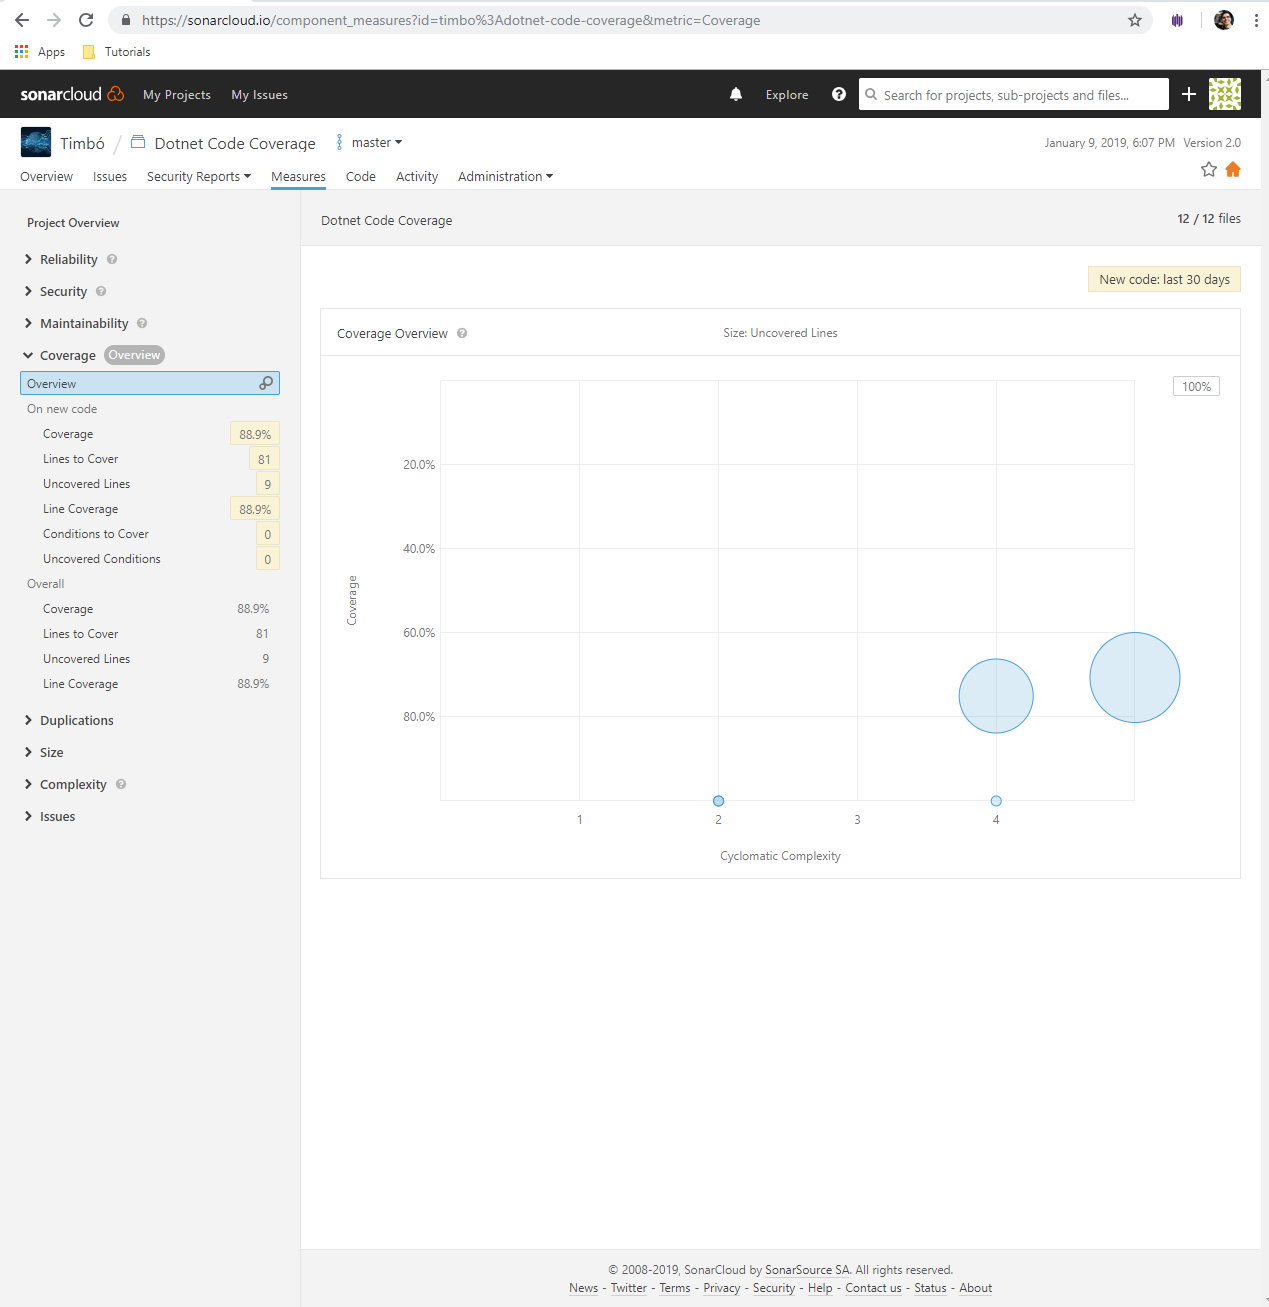 https://sonarcloud.io/component_measures?id=timbo%3Adotnet-code-coverage&metric=Coverage
Apps Tutorials
sonarcloud My Projects My Issues Explore Search for projects, sub-projects and files...
Timbó / Dotnet Code Coverage master January 9, 2019, 6:07 PM Version 2.0
Overview Issues Security Reports Measures Code Activity Administration
Project Overview
Reliability
Security
Maintainability
Coverage Overview
Overview
On new code
Coverage 88.9%
Lines to Cover 81
Uncovered Lines 9
Line Coverage 88.9%
Conditions to Cover 0
Uncovered Conditions 0
Overall
Coverage 88.9%
Lines to Cover 81
Uncovered Lines 9
Line Coverage 88.9%
Duplications
Size
Complexity
Issues
Dotnet Code Coverage 12 / 12 files
New code: last 30 days
Coverage Overview Size: Uncovered Lines
100%
20.0%
40.0%
60.0%
80.0%
Coverage
1 2 3 4
Cyclomatic Complexity
© 2008-2019, SonarCloud by SonarSource SA. All rights reserved.
News - Twitter - Terms - Privacy - Security - Help - Contact us - Status - About